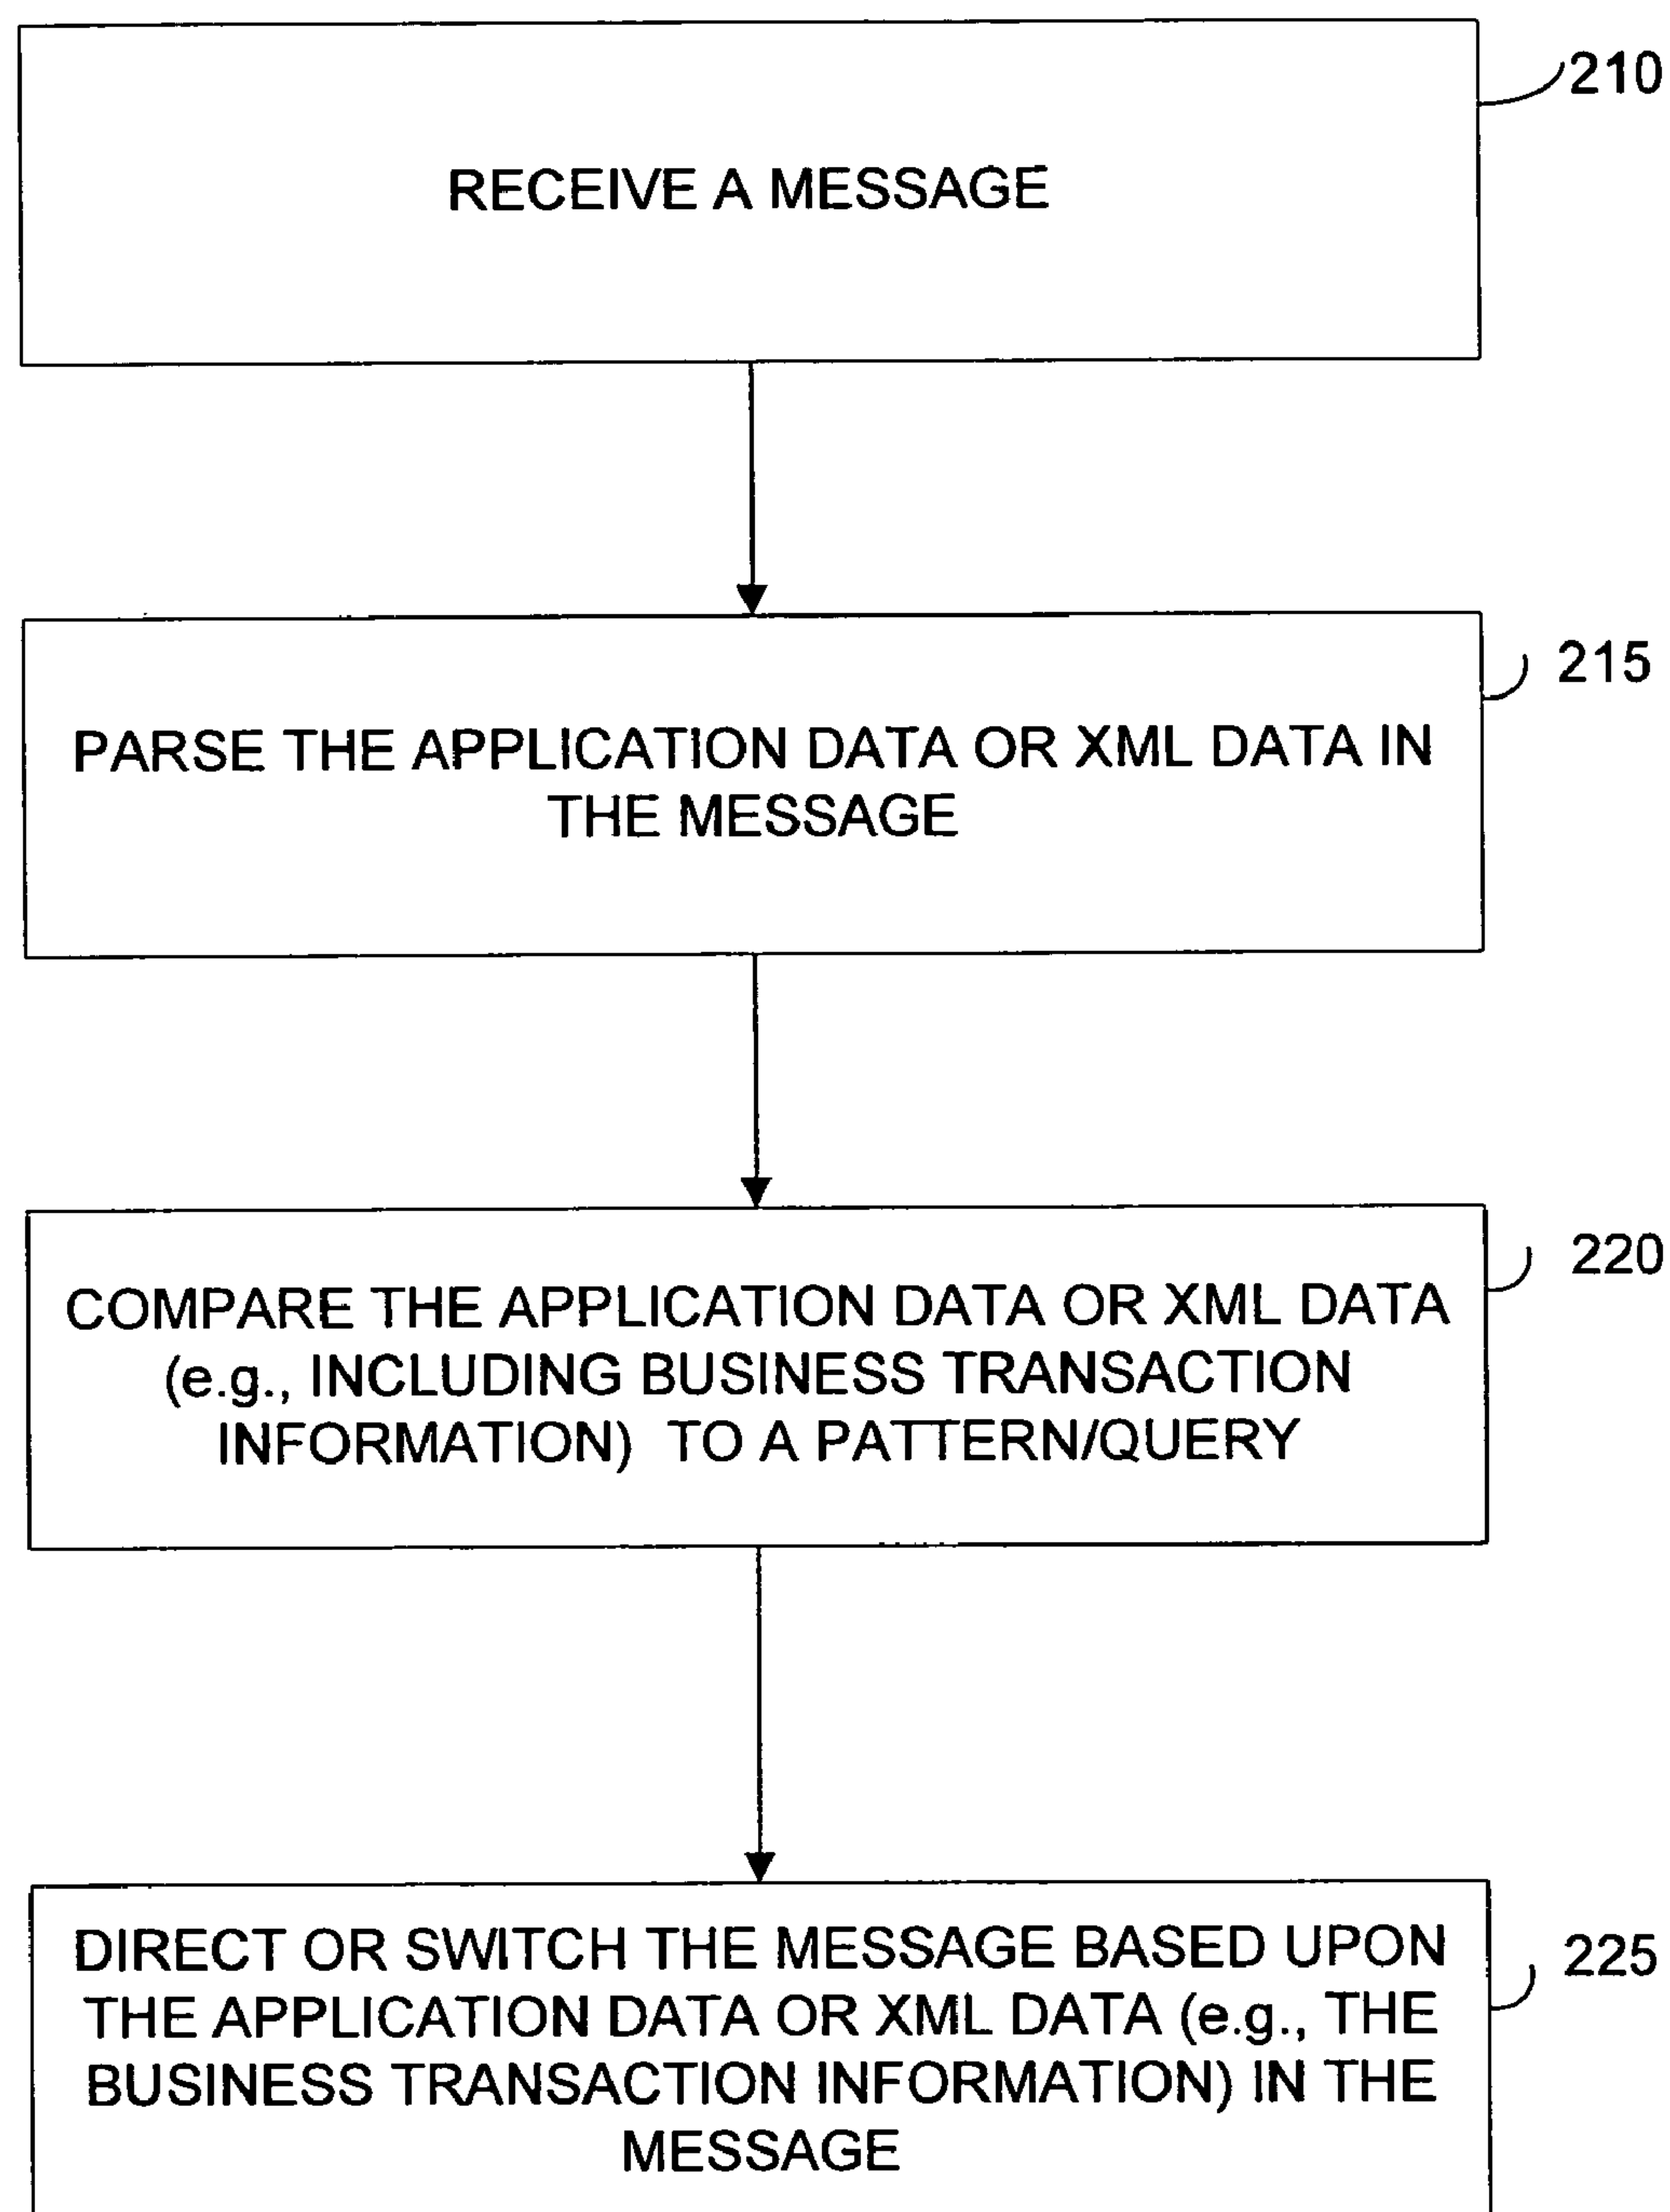 210
RECEIVE A MESSAGE
215
PARSE THE APPLICATION DATA OR XML DATA IN
THE MESSAGE
220
COMPARE THE APPLICATION DATA OR XML DATA
(e.g., INCLUDING BUSINESS TRANSACTION
INFORMATION) TO A PATTERN/QUERY
225
DIRECT OR SWITCH THE MESSAGE BASED UPON
THE APPLICATION DATA OR XML DATA (e.g., THE
BUSINESS TRANSACTION INFORMATION) IN THE
MESSAGE